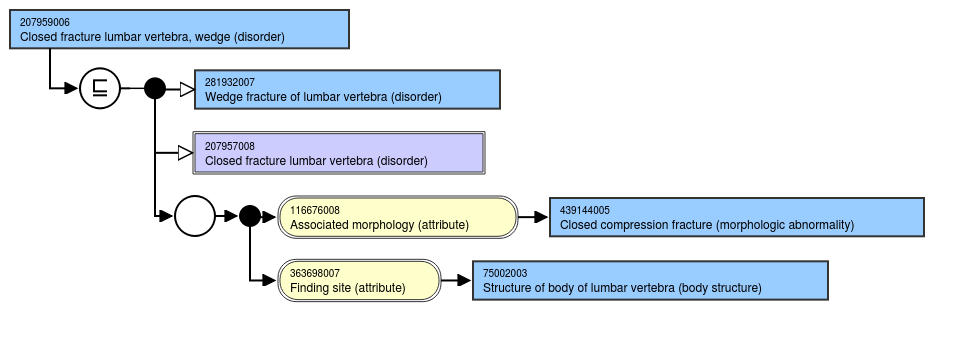 207959006
Closed fracture lumbar vertebra, wedge (disorder)
⊑
281932007
Wedge fracture of lumbar vertebra (disorder)
207957008
Closed fracture lumbar vertebra (disorder)
116676008
Associated morphology (attribute)
439144005
Closed compression fracture (morphologic abnormality)
363698007
Finding site (attribute)
75002003
Structure of body of lumbar vertebra (body structure)